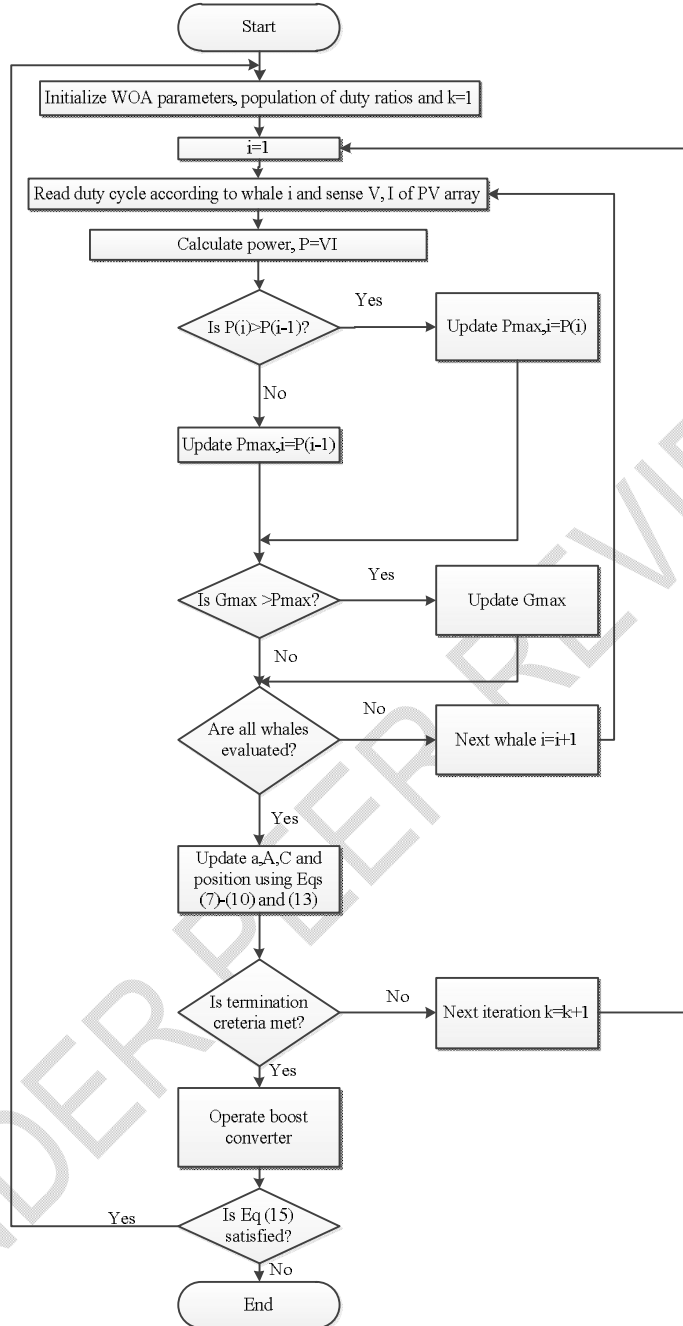 Start
Initialize WOA parameters, population of duty ratios and k=1
i=1
Read duty cycle according to whale i and sense V, I of PV array
Calculate power, P=VI
Is P(i)>P(i-1)?
Yes
Update Pmax,i=P(i)
No
Update Pmax,i=P(i-1)
Is Gmax >Pmax?
Yes
Update Gmax
No
Are all whales
evaluated?
No
Next whale i=i+1
Yes
Update a,A,C and
position using Eqs
(7)-(10) and (13)
Is termination
creteria met?
No
Next iteration k=k+1
Yes
Operate boost
converter
Is Eq (15)
satisfied?
Yes
No
End
NDER PEER REVIE